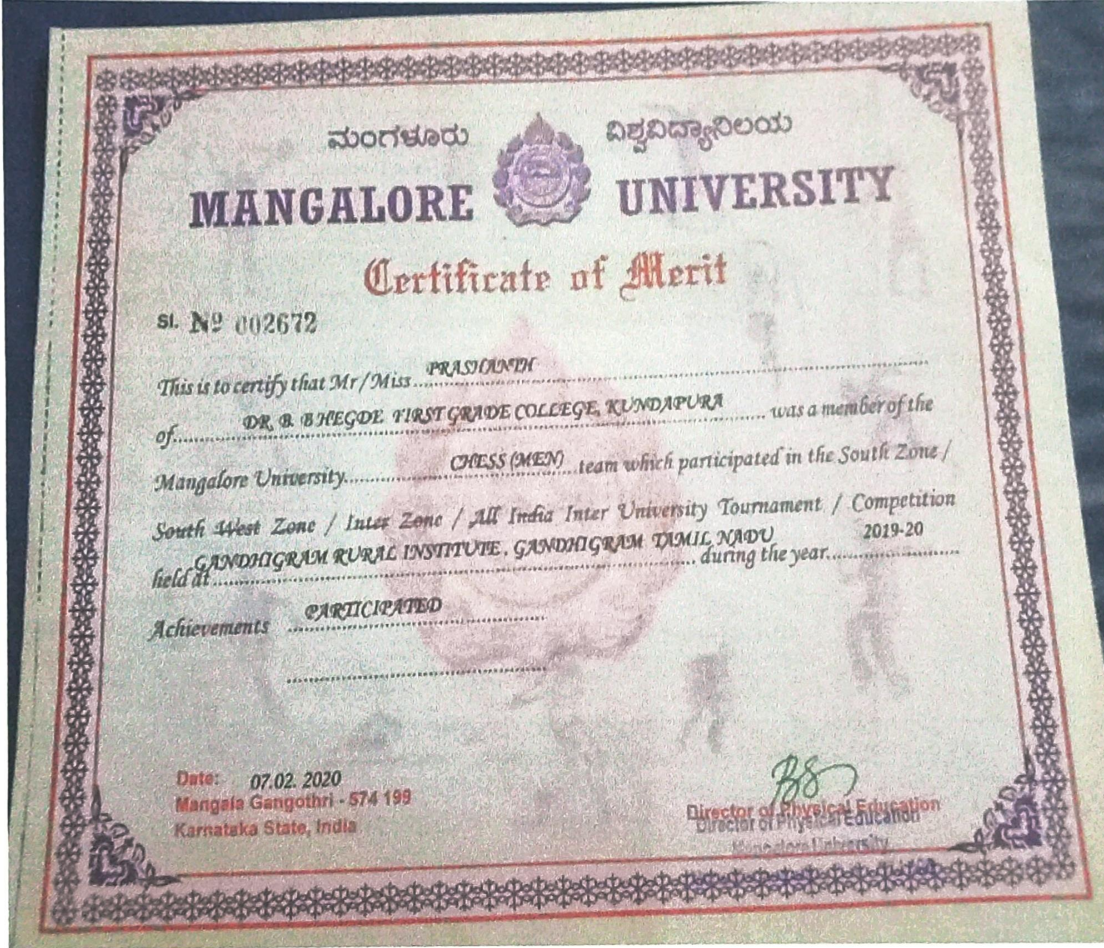 ಮಂಗಳೂರು ವಿಶ್ವವಿದ್ಯಾನಿಲಯ
MANGALORE UNIVERSITY
Certificate of Merit
Sl. Nº 002672
This is to certify that Mr/Miss PRASHANTH
of DR. B. B HEGDE FIRST GRADE COLLEGE, KUNDAPURA was a member of the
Mangalore University CHESS (MEN) team which participated in the South Zone /
South West Zone / Inter Zone / All India Inter University Tournament / Competition
held at GANDHIGRAM RURAL INSTITUTE, GANDHIGRAM TAMIL NADU during the year 2019-20
Achievements PARTICIPATED
Date: 07.02. 2020
Mangala Gangothri - 574 199
Karnataka State, India
Director of Physical Education
Director of Physical Education
Mangalore University